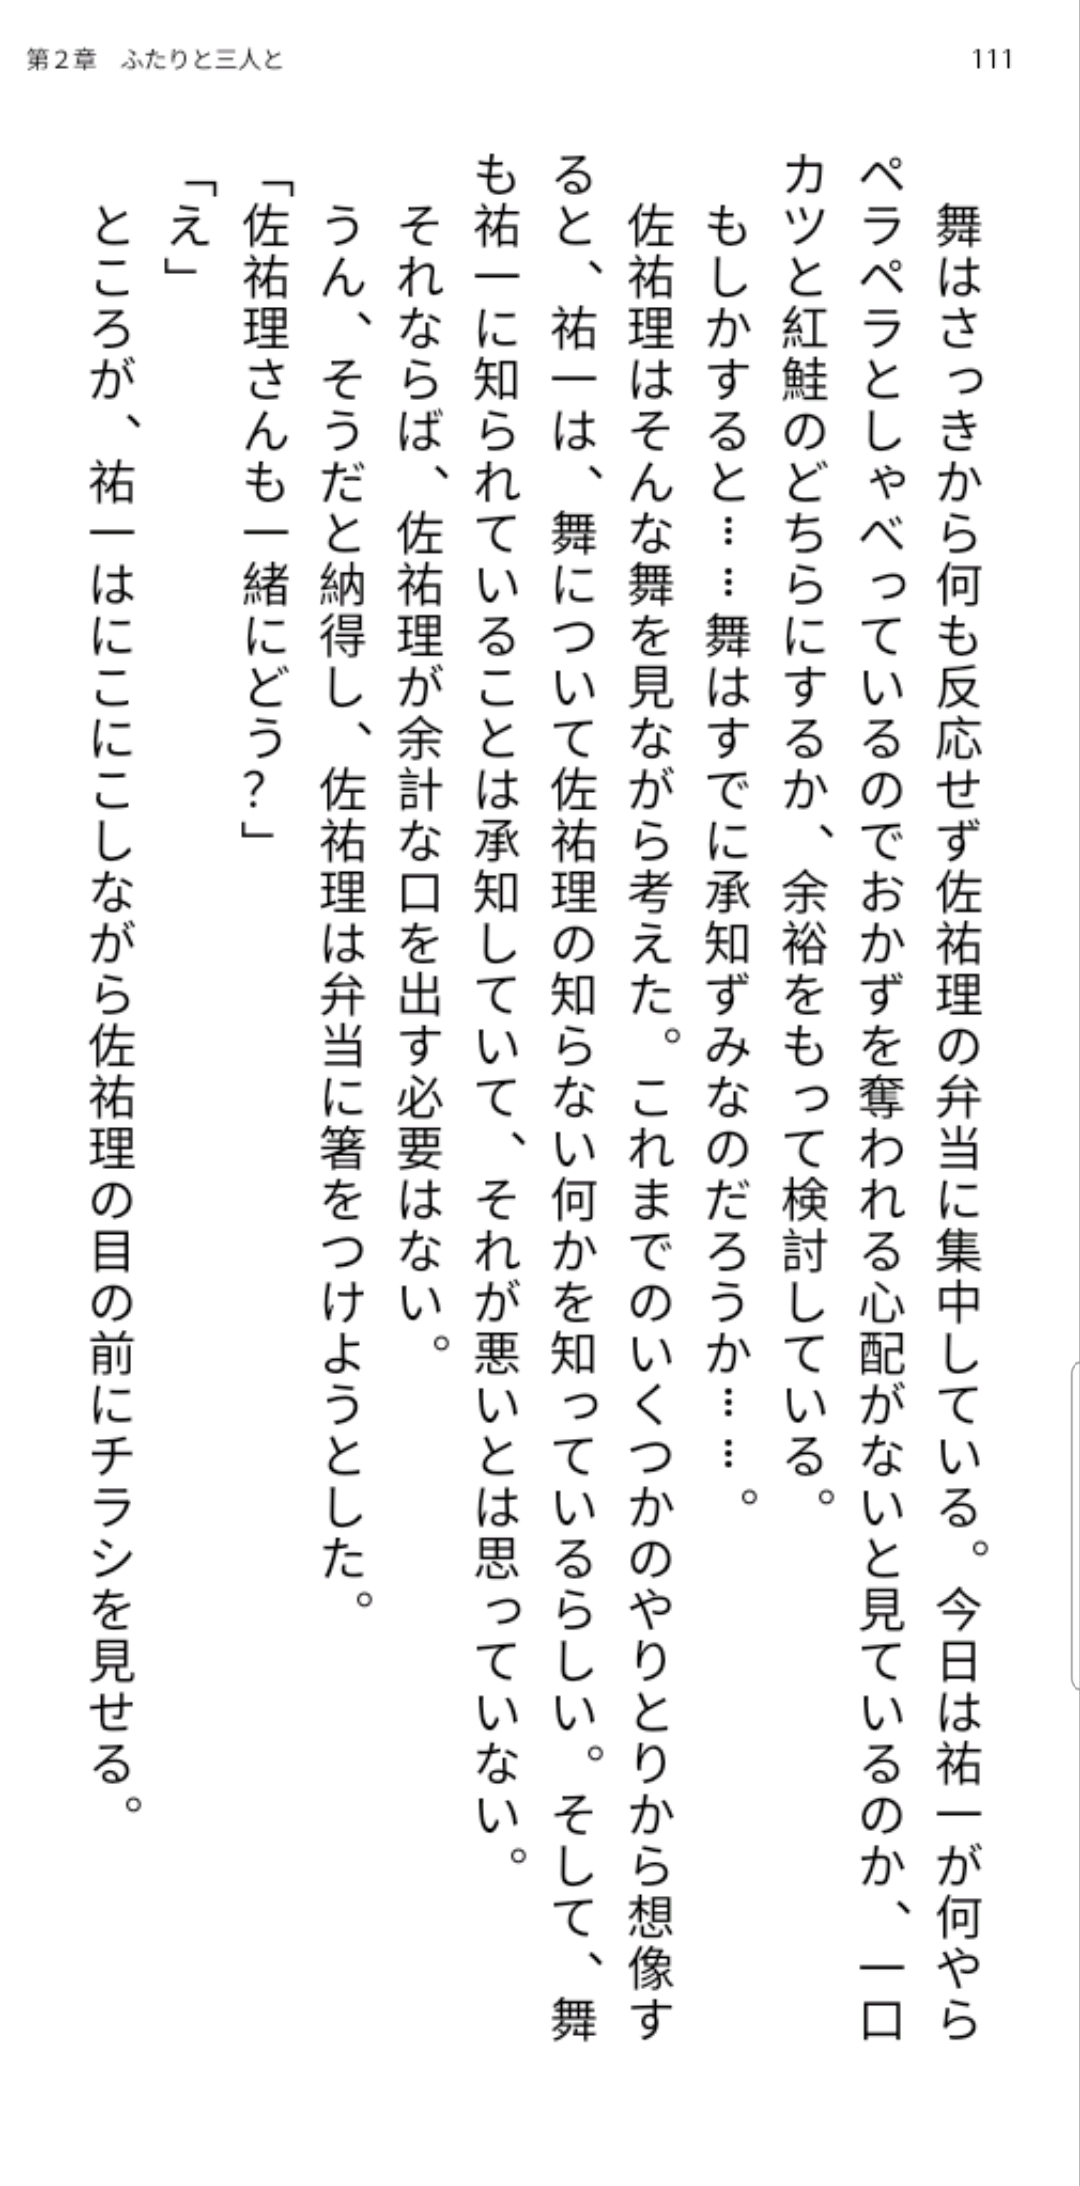 第２章　ふたりと三人と
111
　舞はさっきから何も反応せず佐祐理の弁当に集中している。今日は祐一が何やら
ペラペラとしゃべっているのでおかずを奪われる心配がないと見ているのか、一口
カツと紅鮭のどちらにするか、余裕をもって検討している。
　もしかすると……舞はすでに承知ずみなのだろうか……。
　佐祐理はそんな舞を見ながら考えた。これまでのいくつかのやりとりから想像す
ると、祐一は、舞について佐祐理の知らない何かを知っているらしい。そして、舞
も祐一に知られていることは承知していて、それが悪いとは思っていない。
　それならば、佐祐理が余計な口を出す必要はない。
　うん、そうだと納得し、佐祐理は弁当に箸をつけようとした。
「佐祐理さんも一緒にどう？」
「え」
　ところが、祐一はにこにこしながら佐祐理の目の前にチラシを見せる。